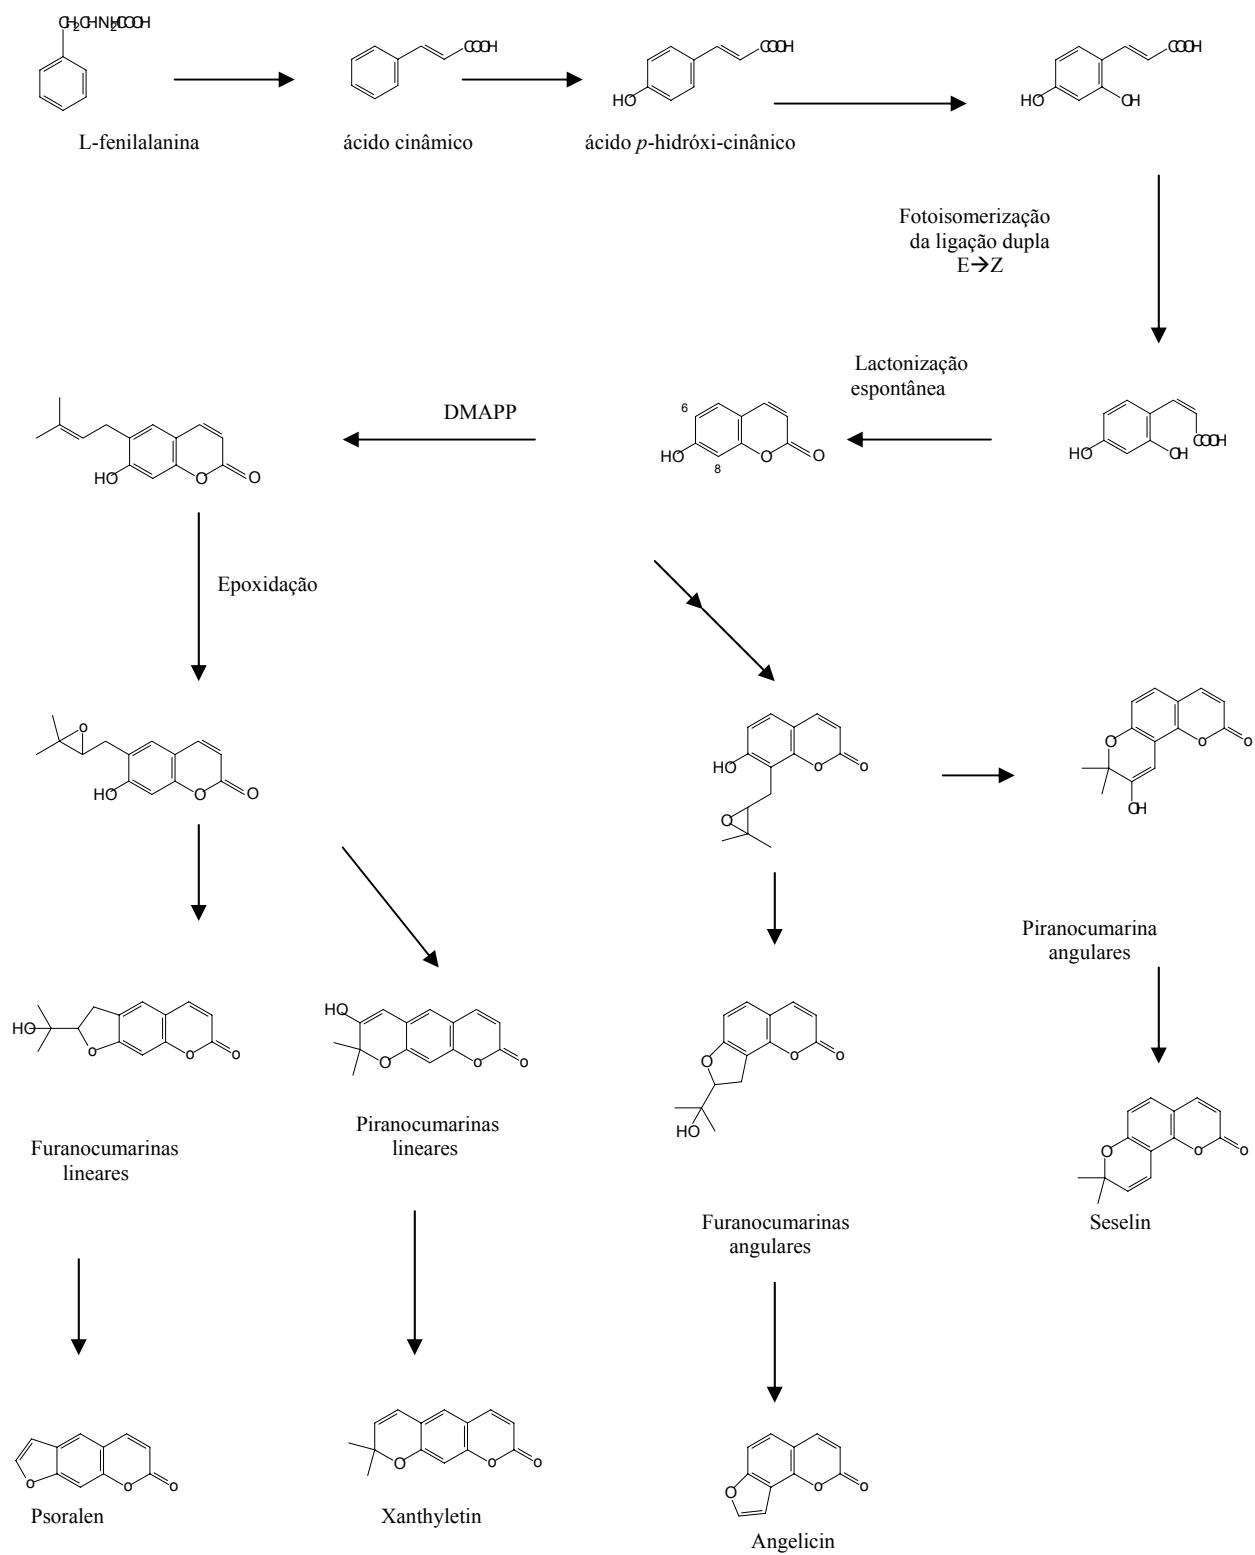 CH2CHNH2COOH
COOH
COOH
HO
COOH
HO
OH
L-fenilalanina
ácido cinâmico
ácido p-hidróxi-cinânico
Fotoisomerização
da ligação dupla
E→Z
Lactonização
espontânea
DMAPP
HO
O
O
6
HO
8
O
O
HO
OH
COOH
Epoxidação
O
HO
O
O
HO
O
O
O
O
O
O
OH
Piranocumarina
angulares
HO
O
O
O
HO
O
O
O
O
O
O
HO
Piranocumarinas
lineares
Furanocumarinas
lineares
O
O
O
Seselin
Furanocumarinas
angulares
O
O
O
Psoralen
O
O
O
Xanthyletin
O
O
O
Angelicin